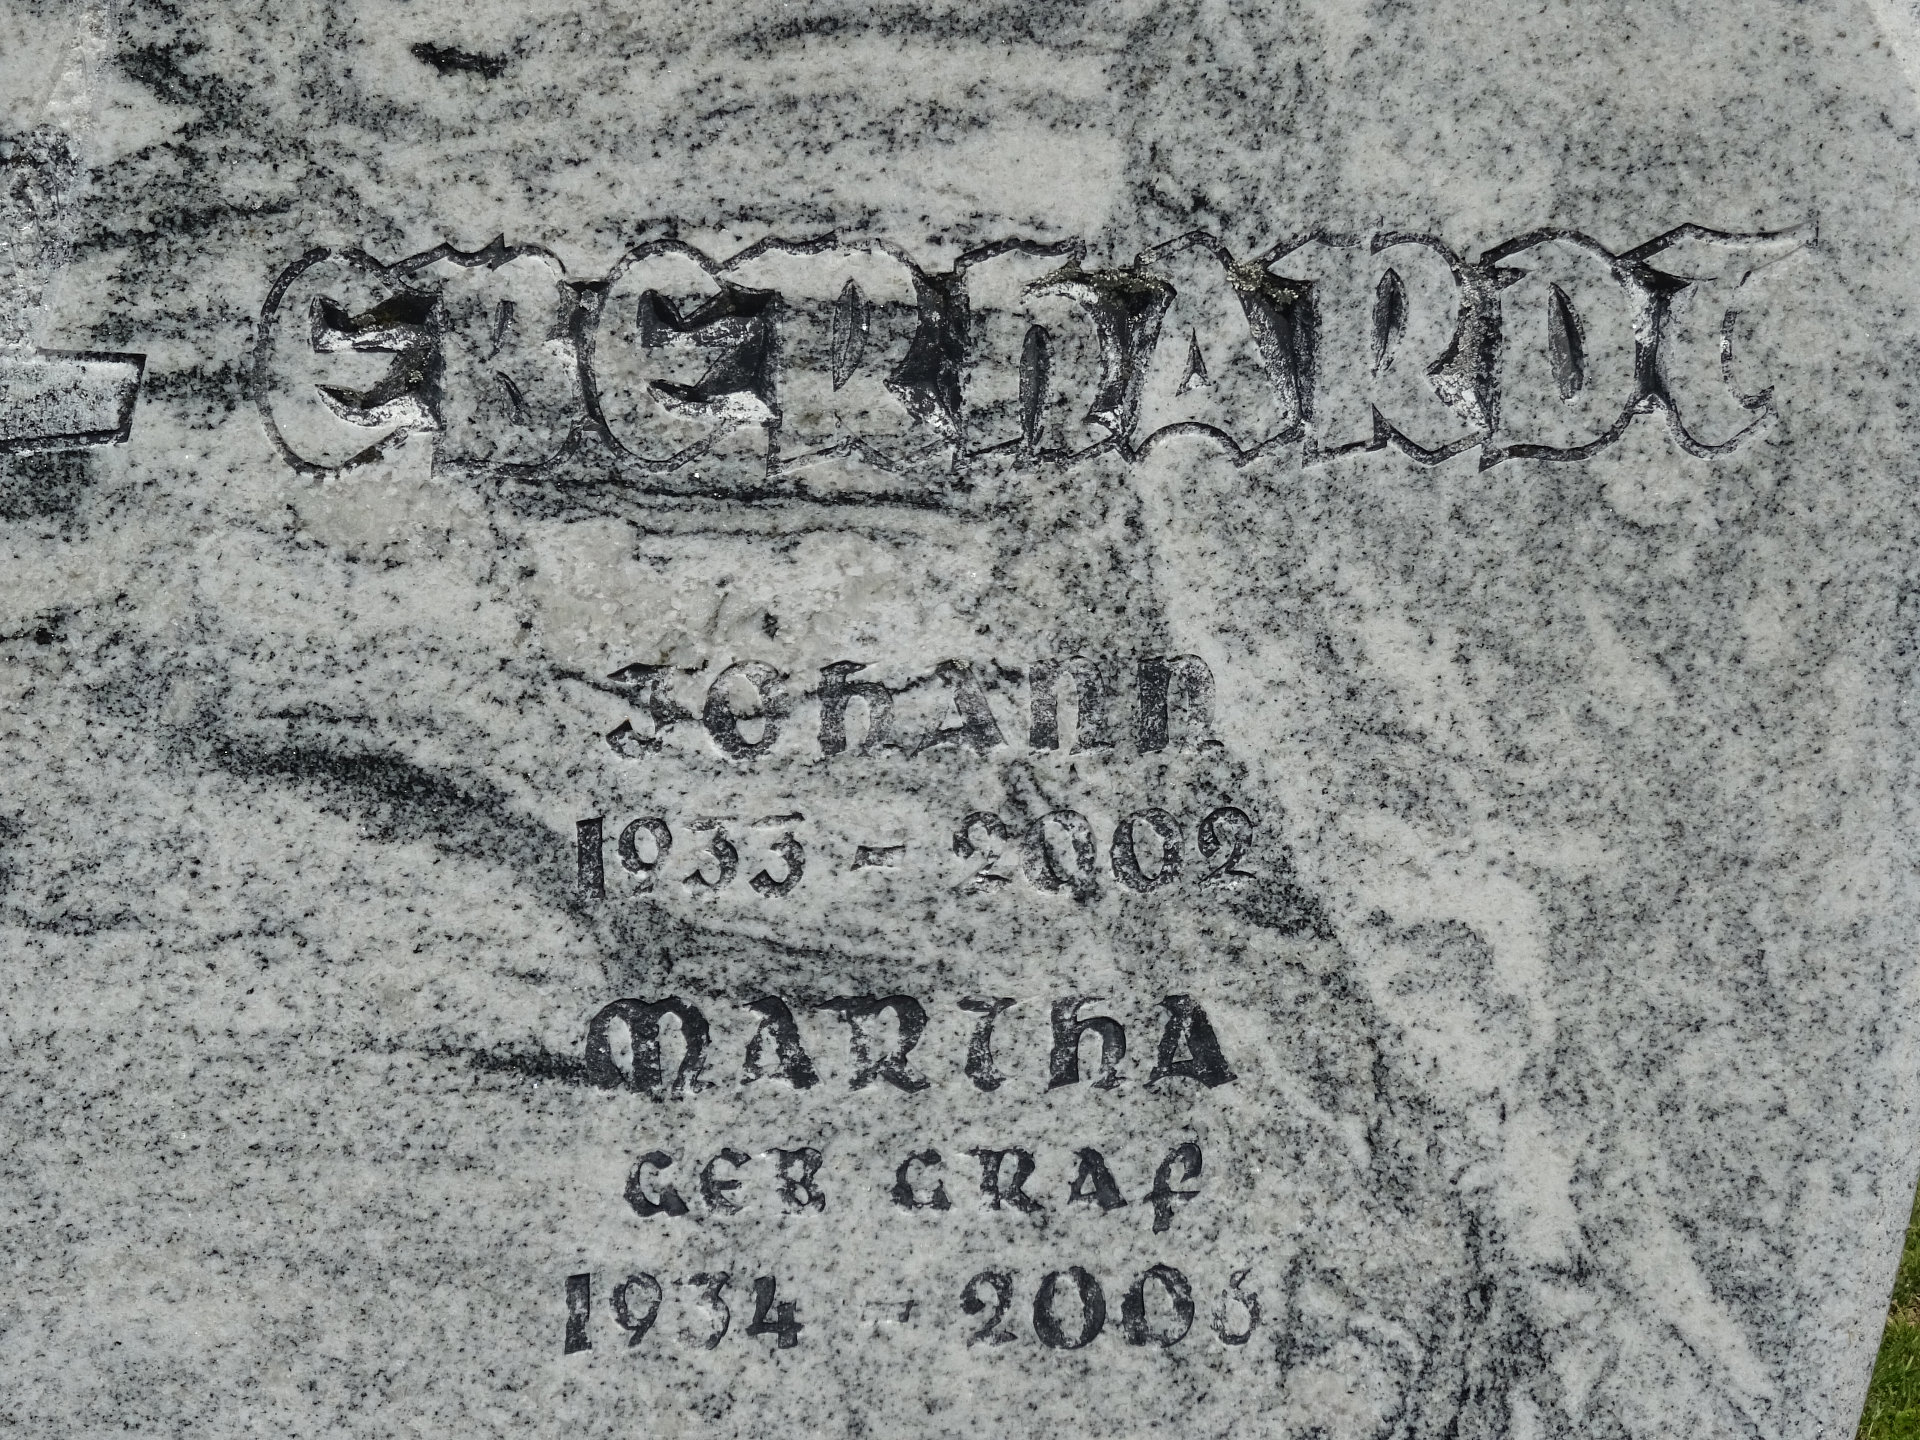 EBERHARDT
JOHANN
1933 - 2002
MARTHA
GEB GRAF
1934 - 2006